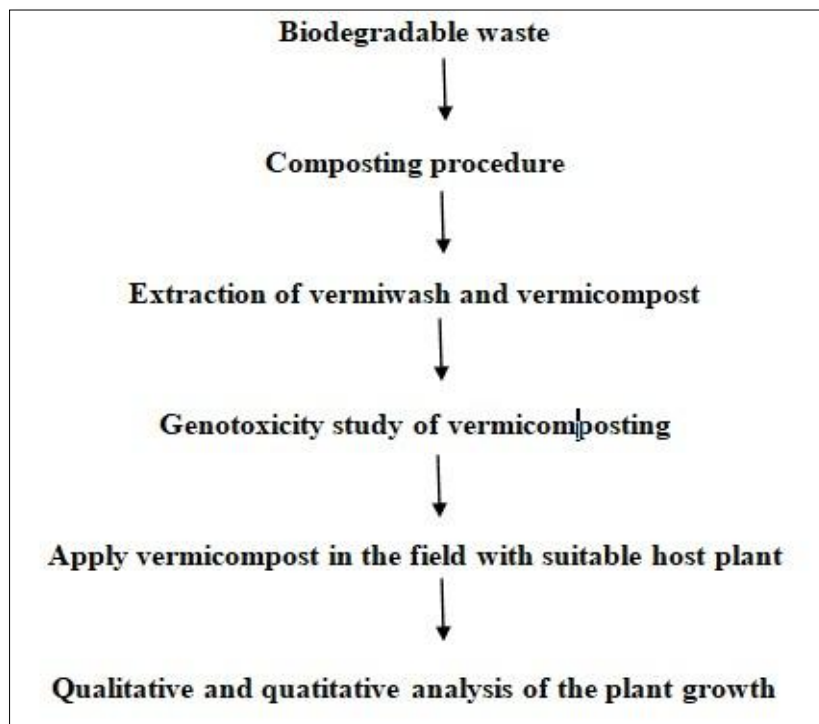 Biodegradable waste
Composting procedure
Extraction of vermiwash and vermicompost
Genotoxicity study of vermicomposting
Apply vermicompost in the field with suitable host plant
Qualitative and quatitative analysis of the plant growth